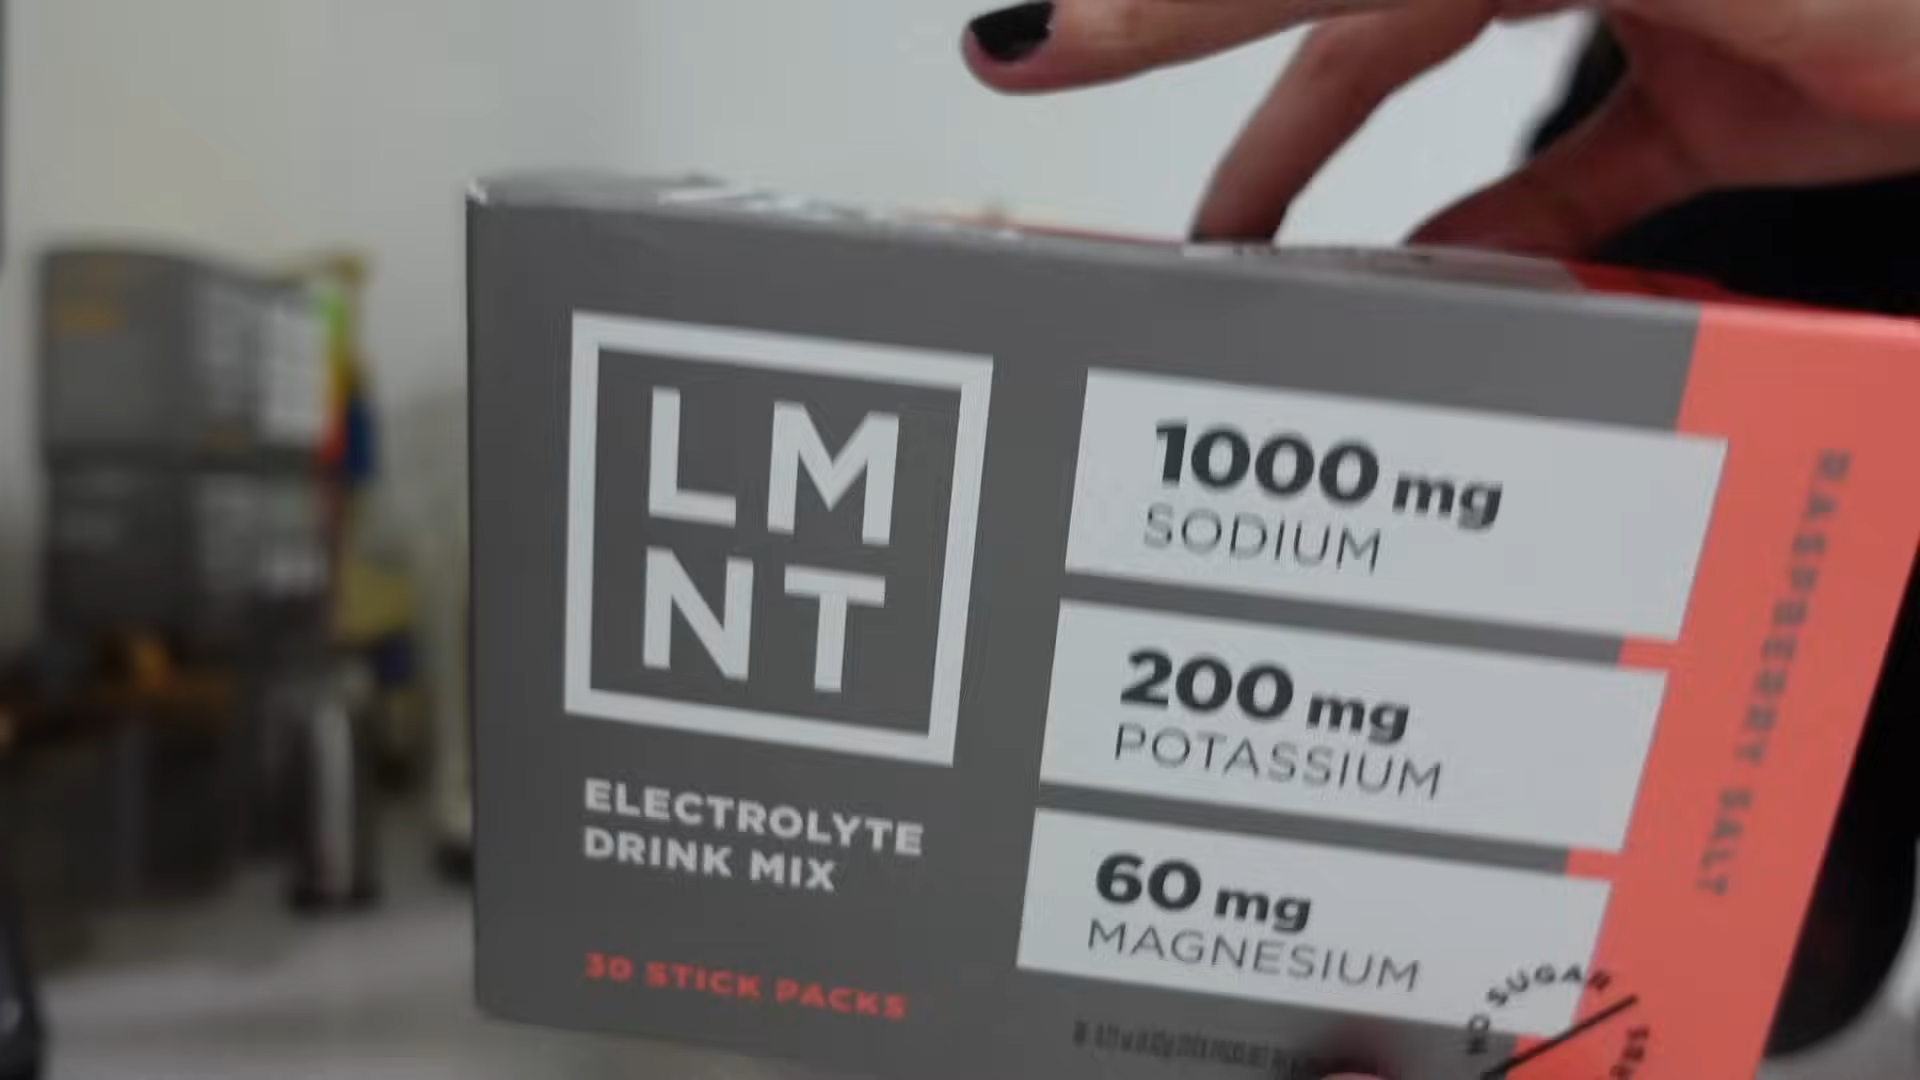 LM
NT
ELECTROLYTE
DRINK MIX
30 STICK PACKS
1000 mg
SODIUM
200 mg
POTASSIUM
60 mg
MAGNESIUM
RASPBERRY SALT
NO SUGAR